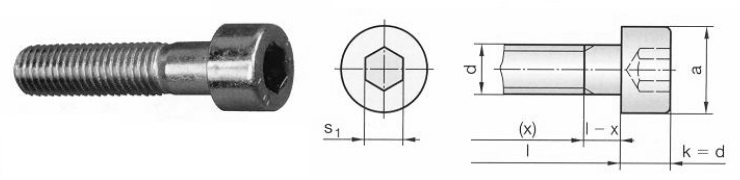 d
a
s₁
(x)
l – x
l
k = d